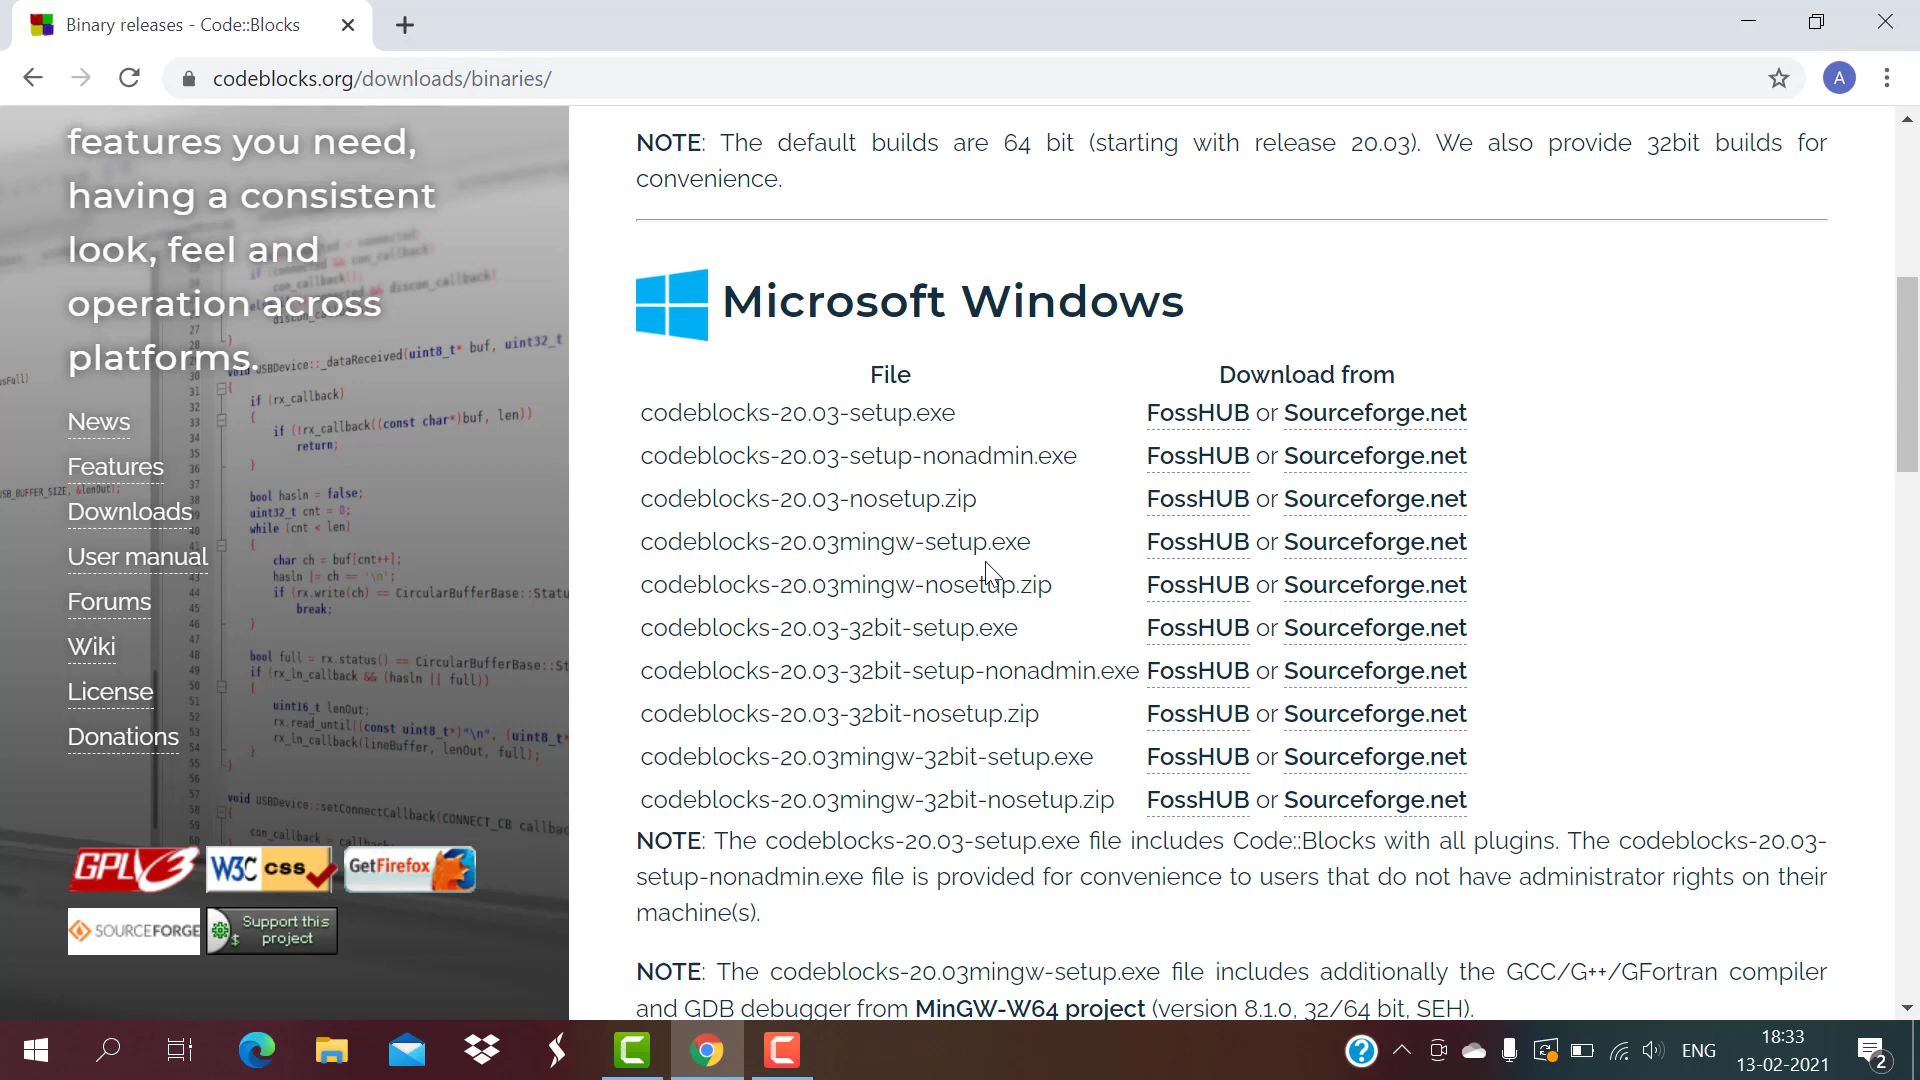 Binary releases - Code::Blocks
codeblocks.org/downloads/binaries/
A
features you need,
having a consistent
look, feel and
operation across
platforms.
News
Features
Downloads
User manual
Forums
Wiki
License
Donations
GPLv3
W3C css
GetFirefox
SOURCEFORGE
Support this
project
NOTE: The default builds are 64 bit (starting with release 20.03). We also provide 32bit builds for
convenience.
Microsoft Windows
File Download from
codeblocks-20.03-setup.exe FossHUB or Sourceforge.net
codeblocks-20.03-setup-nonadmin.exe FossHUB or Sourceforge.net
codeblocks-20.03-nosetup.zip FossHUB or Sourceforge.net
codeblocks-20.03mingw-setup.exe FossHUB or Sourceforge.net
codeblocks-20.03mingw-nosetup.zip FossHUB or Sourceforge.net
codeblocks-20.03-32bit-setup.exe FossHUB or Sourceforge.net
codeblocks-20.03-32bit-setup-nonadmin.exe FossHUB or Sourceforge.net
codeblocks-20.03-32bit-nosetup.zip FossHUB or Sourceforge.net
codeblocks-20.03mingw-32bit-setup.exe FossHUB or Sourceforge.net
codeblocks-20.03mingw-32bit-nosetup.zip FossHUB or Sourceforge.net
NOTE: The codeblocks-20.03-setup.exe file includes Code::Blocks with all plugins. The codeblocks-20.03-
setup-nonadmin.exe file is provided for convenience to users that do not have administrator rights on their
machine(s).
NOTE: The codeblocks-20.03mingw-setup.exe file includes additionally the GCC/G++/GFortran compiler
and GDB debugger from MinGW-W64 project (version 8.1.0, 32/64 bit, SEH).
ENG
18:33
13-02-2021
2